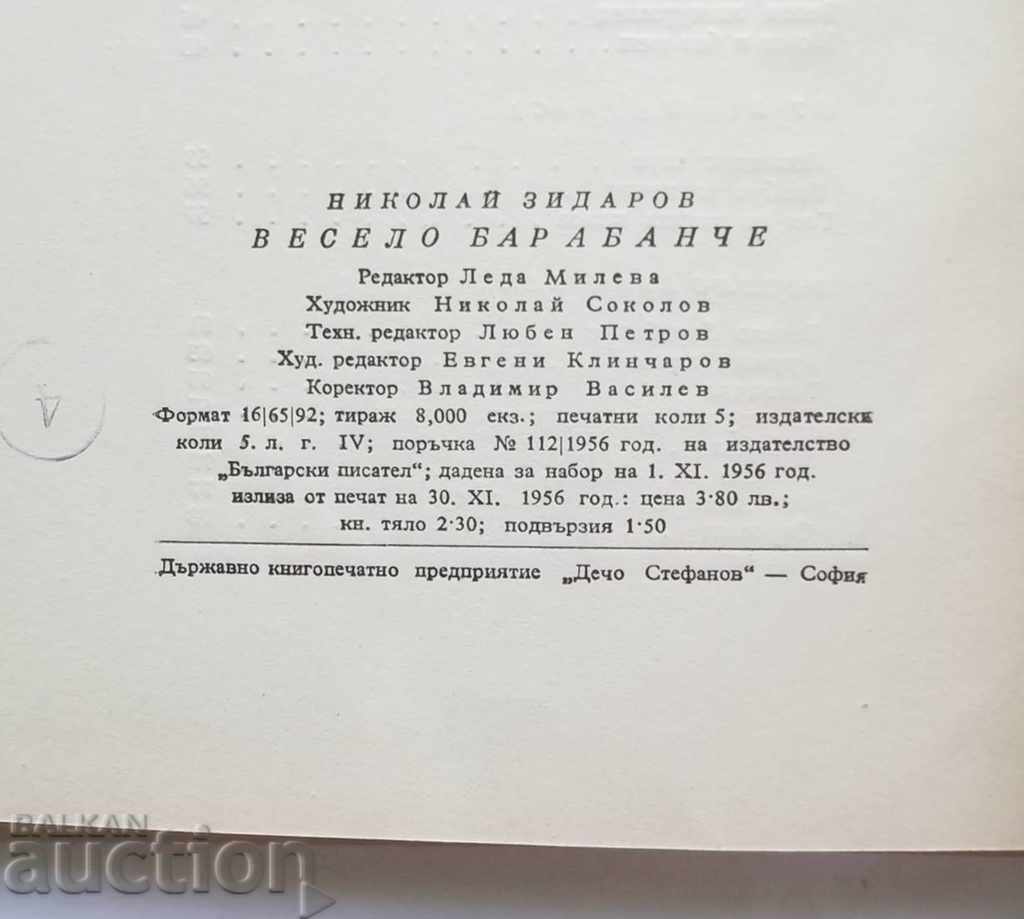 НИКОЛАЙ ЗИДАРОВ
ВЕСЕЛО БАРАБАНЧЕ
Редактор Леда Милева
Художник Николай Соколов
Техн. редактор Любен Петров
Худ. редактор Евгени Клинчаров
Коректор Владимир Василев
Формат 16|65|92; тираж 8,000 екз.; печатни коли 5; издателски
коли 5. л. г. IV; поръчка № 112|1956 год. на издателство
„Български писател“; дадена за набор на 1. XI. 1956 год.
излиза от печат на 30. XI. 1956 год.: цена 3·80 лв.;
кн. тяло 2·30; подвързия 1·50
Държавно книгопечатно предприятие „Дечо Стефанов“ — София
BALKAN
auction